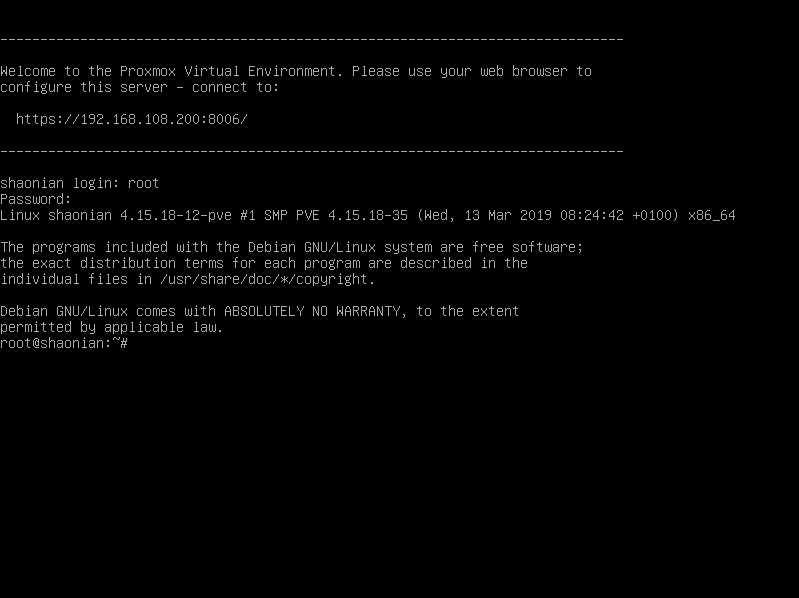 ------------------------------------------------------------------------------
Welcome to the Proxmox Virtual Environment. Please use your web browser to
configure this server - connect to:
https://192.168.108.200:8006/
------------------------------------------------------------------------------
shaonian login: root
Password:
Linux shaonian 4.15.18-12-pve #1 SMP PVE 4.15.18-35 (Wed, 13 Mar 2019 08:24:42 +0100) x86_64
The programs included with the Debian GNU/Linux system are free software;
the exact distribution terms for each program are described in the
individual files in /usr/share/doc/*/copyright.
Debian GNU/Linux comes with ABSOLUTELY NO WARRANTY, to the extent
permitted by applicable law.
root@shaonian:~#